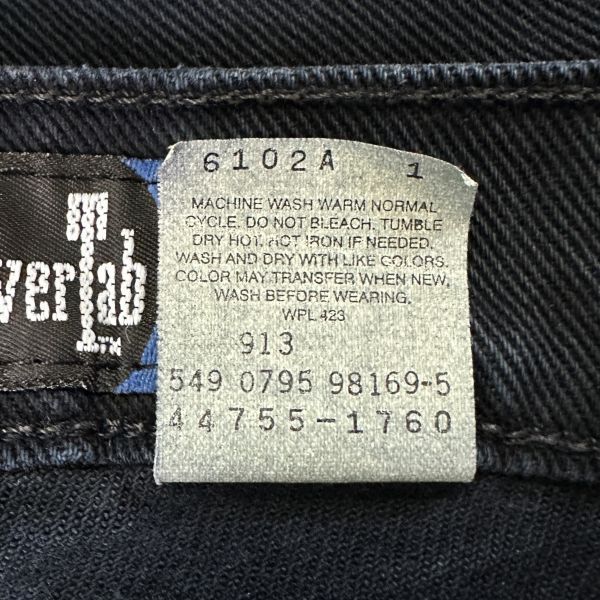 6102A 1
MACHINE WASH WARM NORMAL
CYCLE. DO NOT BLEACH. TUMBLE
DRY HOT. HOT IRON IF NEEDED.
WASH AND DRY WITH LIKE COLORS.
COLOR MAY TRANSFER WHEN NEW.
WASH BEFORE WEARING.
WPL 423
913
549 0795 98169-5
44755-1760
verTab
TM